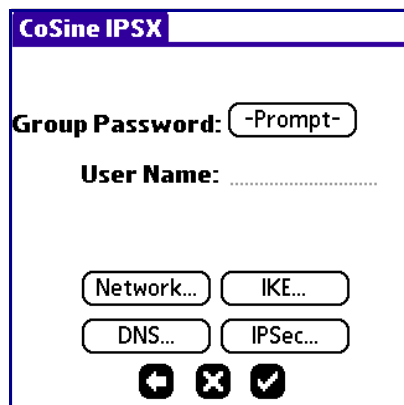 CoSine IPSX
Group Password: -Prompt-
User Name:
Network... IKE...
DNS... IPSec...